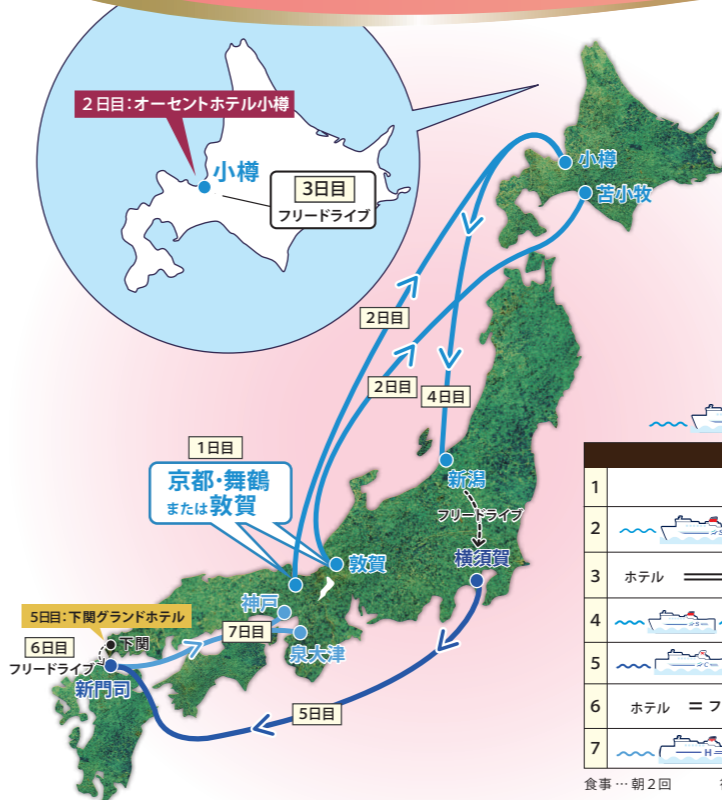 2日目:オーセントホテル小樽
小樽
3日目
フリードライブ
小樽
苫小牧
2日目
2日目
4日目
1日目
京都・舞鶴
または敦賀
新潟
フリードライブ
敦賀
横須賀
神戸
5日目:下関グランドホテル
7日目
6日目
下関
泉大津
フリードライブ
新門司
5日目
1
2
S
3 ホテル
4
S
5
C
6 ホテル = フ
7
H
食事…朝2回